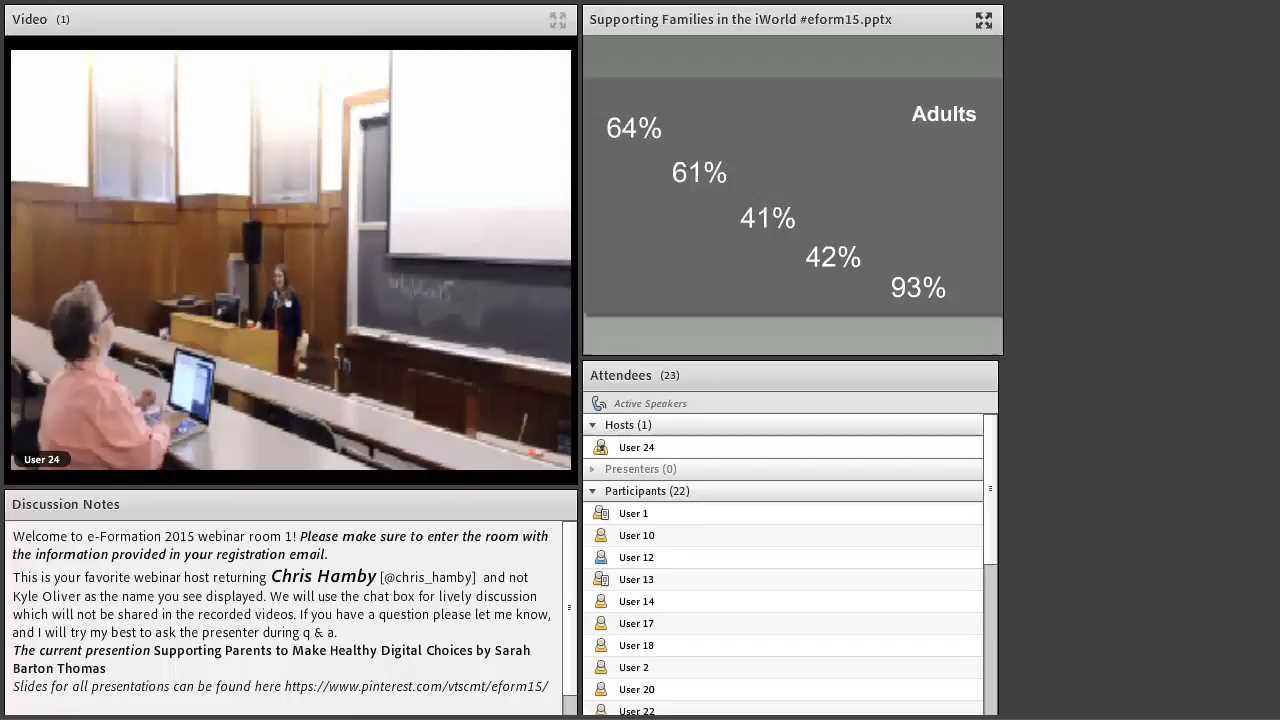 Video (1)
User 24
Discussion Notes
Welcome to e-Formation 2015 webinar room 1! Please make sure to enter the room with
the information provided in your registration email.
This is your favorite webinar host returning Chris Hamby [@chris_hamby] and not
Kyle Oliver as the name you see displayed. We will use the chat box for lively discussion
which will not be shared in the recorded videos. If you have a question please let me know,
and I will try my best to ask the presenter during q & a.
The current presention Supporting Parents to Make Healthy Digital Choices by Sarah
Barton Thomas
Slides for all presentations can be found here https://www.pinterest.com/vtscmt/eform15/
Supporting Families in the iWorld #eform15.pptx
Adults
64%
61%
41%
42%
93%
Attendees (23)
Active Speakers
Hosts (1)
User 24
Presenters (0)
Participants (22)
User 1
User 10
User 12
User 13
User 14
User 17
User 18
User 2
User 20
User 22